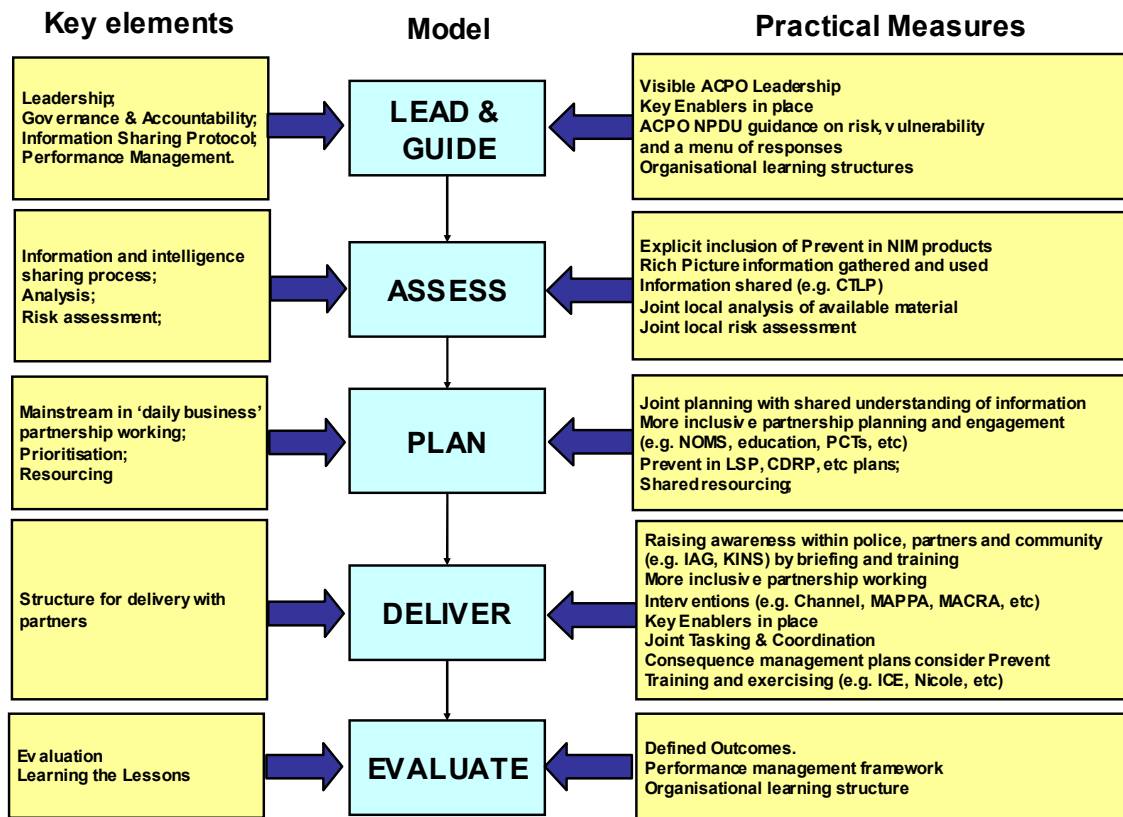 Key elements
Model
Practical Measures
Leadership;
Governance & Accountability;
Information Sharing Protocol;
Performance Management.
LEAD &
GUIDE
Visible ACPO Leadership
Key Enablers in place
ACPO NPDU guidance on risk, vulnerability
and a menu of responses
Organisational learning structures
Information and intelligence
sharing process;
Analysis;
Risk assessment;
ASSESS
Explicit inclusion of Prevent in NIM products
Rich Picture information gathered and used
Information shared (e.g. CTLP)
Joint local analysis of available material
Joint local risk assessment
Mainstream in ‘daily business’
partnership working;
Prioritisation;
Resourcing
PLAN
Joint planning with shared understanding of information
More inclusive partnership planning and engagement
(e.g. NOMS, education, PCTs, etc)
Prevent in LSP, CDRP, etc plans;
Shared resourcing;
Structure for delivery with
partners
DELIVER
Raising awareness within police, partners and community
(e.g. IAG, KINS) by briefing and training
More inclusive partnership working
Interventions (e.g. Channel, MAPPA, MACRA, etc)
Key Enablers in place
Joint Tasking & Coordination
Consequence management plans consider Prevent
Training and exercising (e.g. ICE, Nicole, etc)
Evaluation
Learning the Lessons
EVALUATE
Defined Outcomes.
Performance management framework
Organisational learning structure